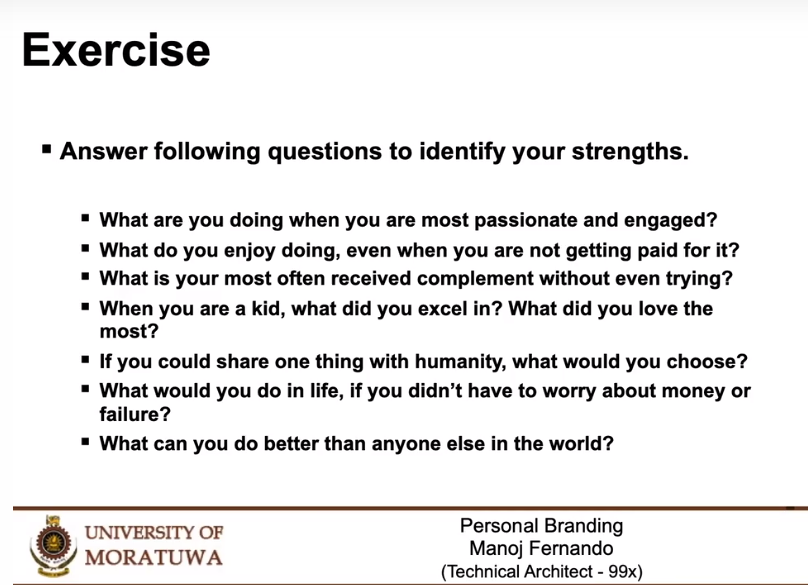 Exercise
▪ Answer following questions to identify your strengths.
▪ What are you doing when you are most passionate and engaged?
▪ What do you enjoy doing, even when you are not getting paid for it?
▪ What is your most often received complement without even trying?
▪ When you are a kid, what did you excel in? What did you love the
most?
▪ If you could share one thing with humanity, what would you choose?
▪ What would you do in life, if you didn’t have to worry about money or
failure?
▪ What can you do better than anyone else in the world?
UNIVERSITY OF
MORATUWA
Personal Branding
Manoj Fernando
(Technical Architect - 99x)